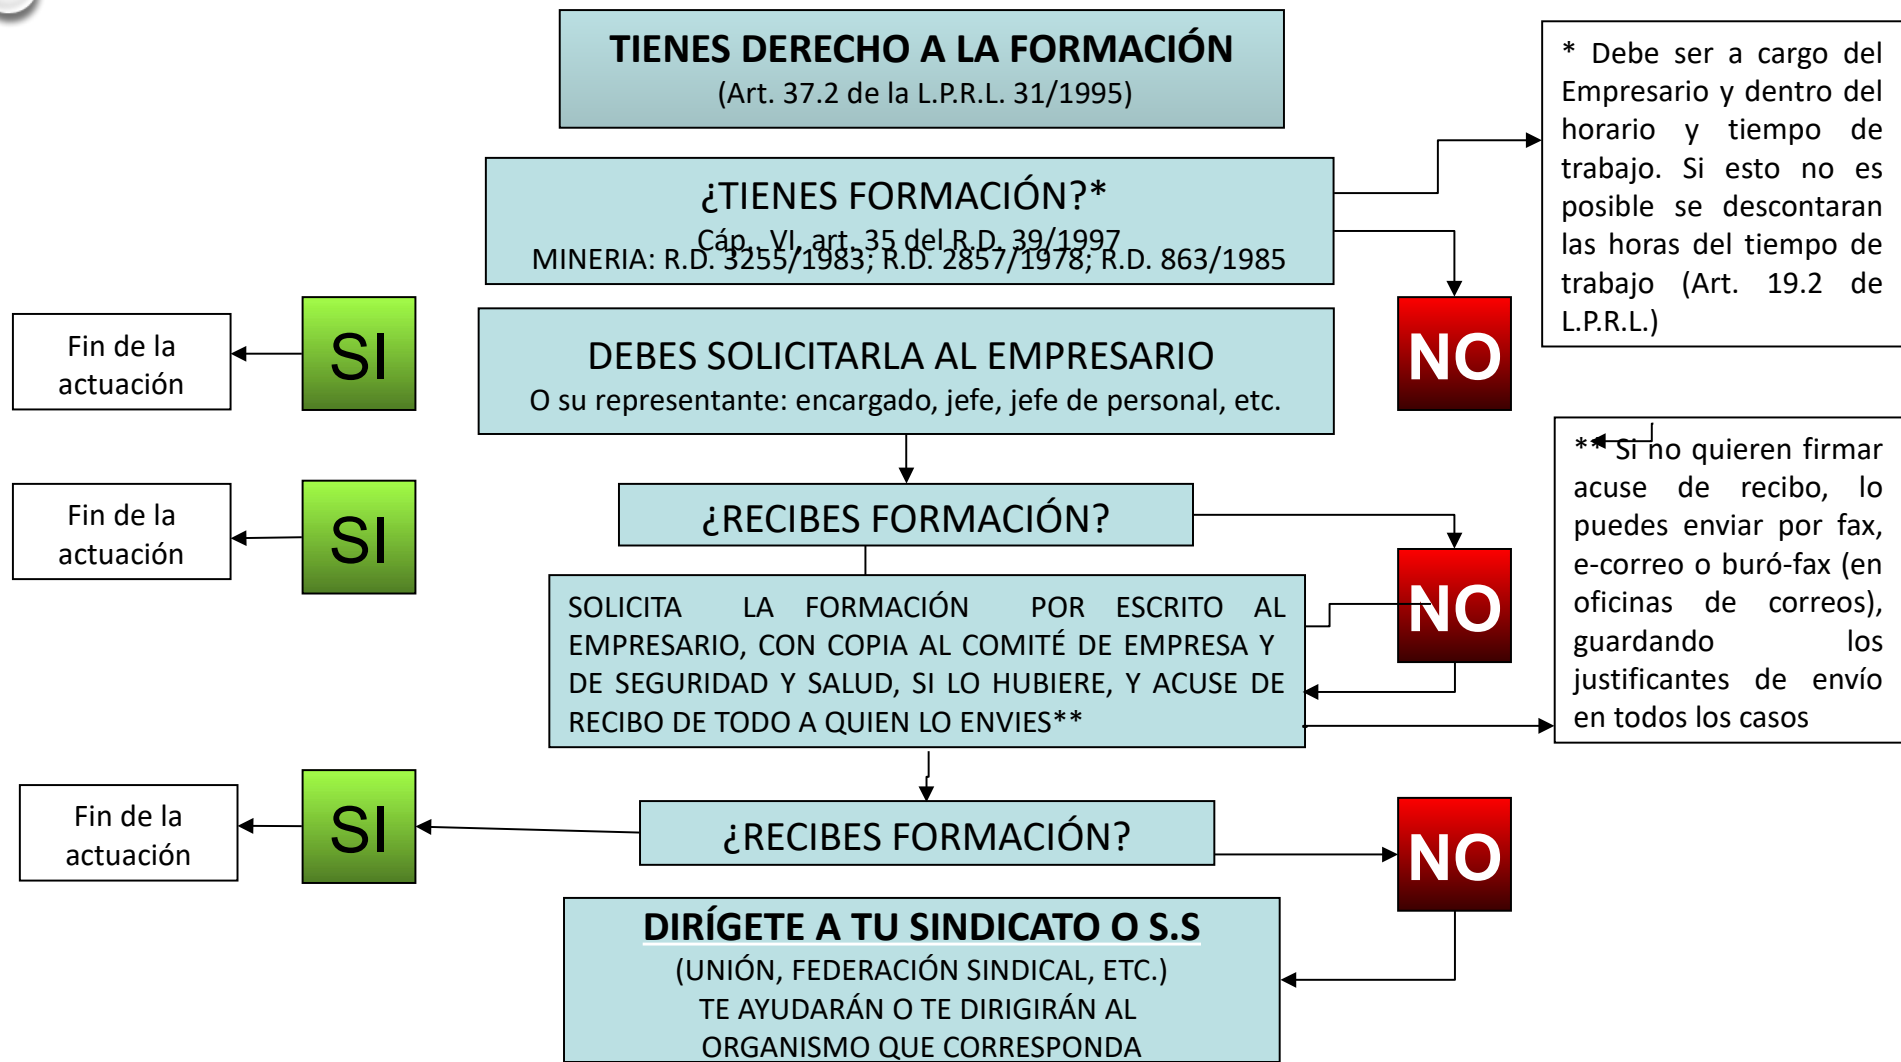 TIENES DERECHO A LA FORMACIÓN
(Art. 37.2 de la L.P.R.L. 31/1995)
* Debe ser a cargo del
Empresario y dentro del
horario y tiempo de
trabajo. Si esto no es
posible se descontaran
las horas del tiempo de
trabajo (Art. 19.2 de
L.P.R.L.)
¿TIENES FORMACIÓN?*
Cáp.. VI, art. 35 del R.D. 39/1997
MINERIA: R.D. 3255/1983; R.D. 2857/1978; R.D. 863/1985
Fin de la
actuación
SI
DEBES SOLICITARLA AL EMPRESARIO
O su representante: encargado, jefe, jefe de personal, etc.
NO
Fin de la
actuación
SI
¿RECIBES FORMACIÓN?
NO
** Si no quieren firmar
acuse de recibo, lo
puedes enviar por fax,
e-correo o buró-fax (en
oficinas de correos),
guardando los
justificantes de envío
en todos los casos
SOLICITA LA FORMACIÓN POR ESCRITO AL
EMPRESARIO, CON COPIA AL COMITÉ DE EMPRESA Y
DE SEGURIDAD Y SALUD, SI LO HUBIERE, Y ACUSE DE
RECIBO DE TODO A QUIEN LO ENVIES**
Fin de la
actuación
SI
¿RECIBES FORMACIÓN?
NO
DIRÍGETE A TU SINDICATO O S.S
(UNIÓN, FEDERACIÓN SINDICAL, ETC.)
TE AYUDARÁN O TE DIRIGIRÁN AL
ORGANISMO QUE CORRESPONDA